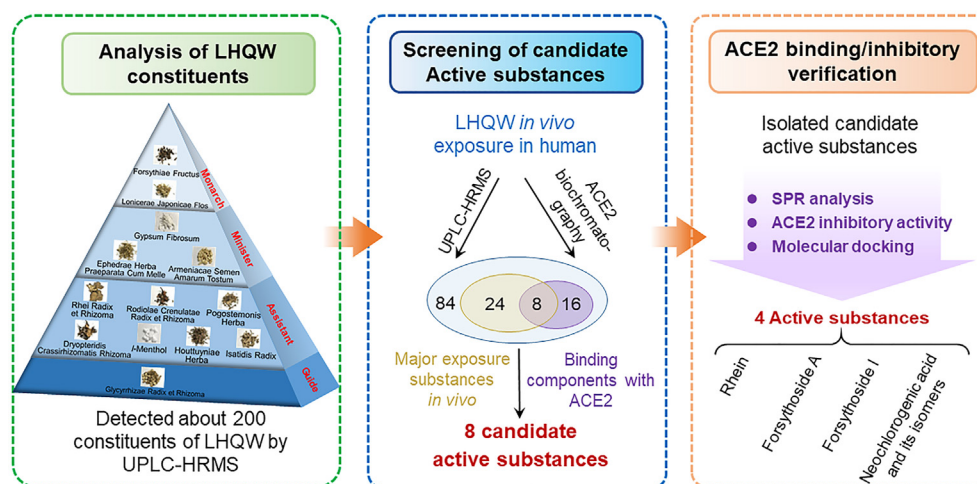 Analysis of LHQW
constituents
Monarch
Forsythiae Fructus
Lonicerae Japonicae Flos
Minister
Gypsum Fibrosum
Ephedrae Herba
Praeparata Cum Melle
Armeniacae Semen
Amarum Tostum
Assistant
Rhei Radix
et Rhizoma
Rodiolae Crenulatae
Radix et Rhizoma
Pogostemonis
Herba
Dryopteridis
Crassirhizomatis Rhizoma
l-Menthol
Houttuyniae
Herba
Isatidis Radix
Guide
Glycyrrhizae Radix et Rhizoma
Detected about 200
constituents of LHQW by
UPLC-HRMS
Screening of candidate
Active substances
LHQW in vivo
exposure in human
UPLC-HRMS
ACE2
biochromato-
graphy
84 24 8 16
Major exposure
substances
in vivo
Binding
components with
ACE2
8 candidate
active substances
ACE2 binding/inhibitory
verification
Isolated candidate
active substances
● SPR analysis
● ACE2 inhibitory activity
● Molecular docking
4 Active substances
Rhein
Forsythoside A
Forsythoside I
Neochlorogenic acid
and its isomers